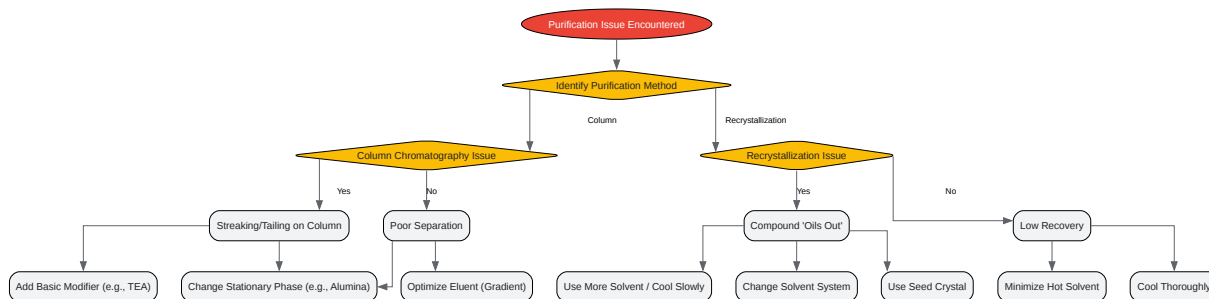 Purification Issue Encountered
Identify Purification Method
Column
Recrystallization
Column Chromatography Issue
Recrystallization Issue
Yes
No
Yes
No
Streaking/Tailing on Column
Poor Separation
Compound 'Oils Out'
Low Recovery
Add Basic Modifier (e.g., TEA)
Change Stationary Phase (e.g., Alumina)
Optimize Eluent (Gradient)
Use More Solvent / Cool Slowly
Change Solvent System
Use Seed Crystal
Minimize Hot Solvent
Cool Thoroughly